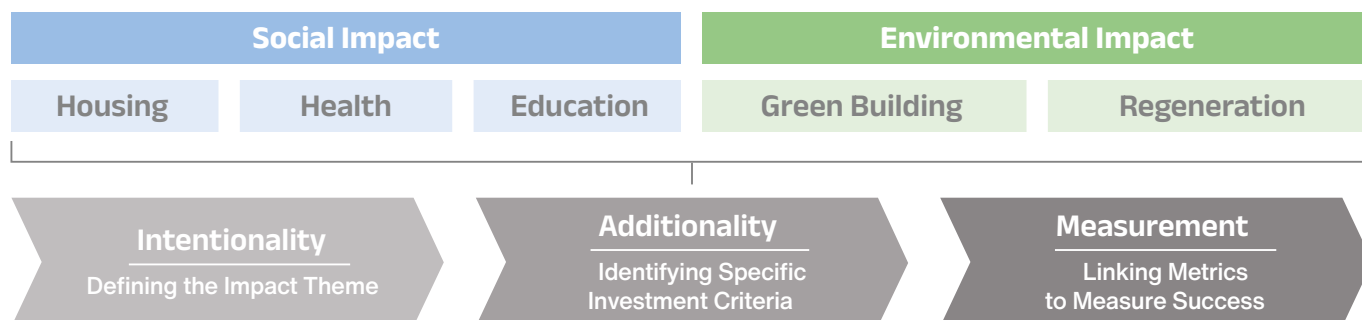 Social Impact
Environmental Impact
Housing
Health
Education
Green Building
Regeneration
Intentionality
Defining the Impact Theme
Additionality
Identifying Specific
Investment Criteria
Measurement
Linking Metrics
to Measure Success